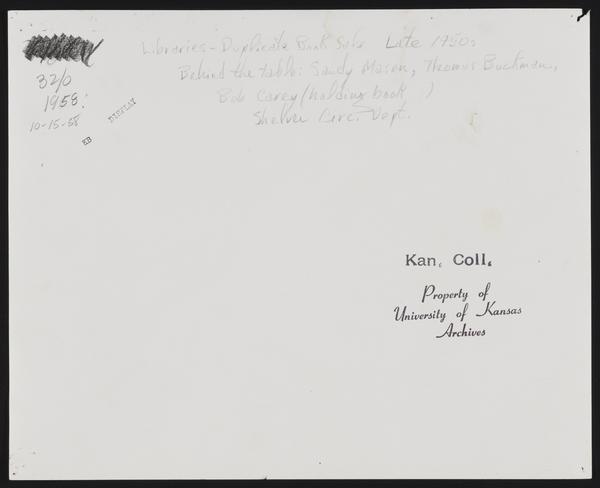 Libraries - Duplicate Book Sale Late 1950s
Behind the table: Sandy Mason, Thomas Buckman,
Bob Carey (holding book )
Circ. Dept.
32/0
1958:
10-15-58
DISPLAY
EB
Kan. Coll.
Property of
University of Kansas
Archives